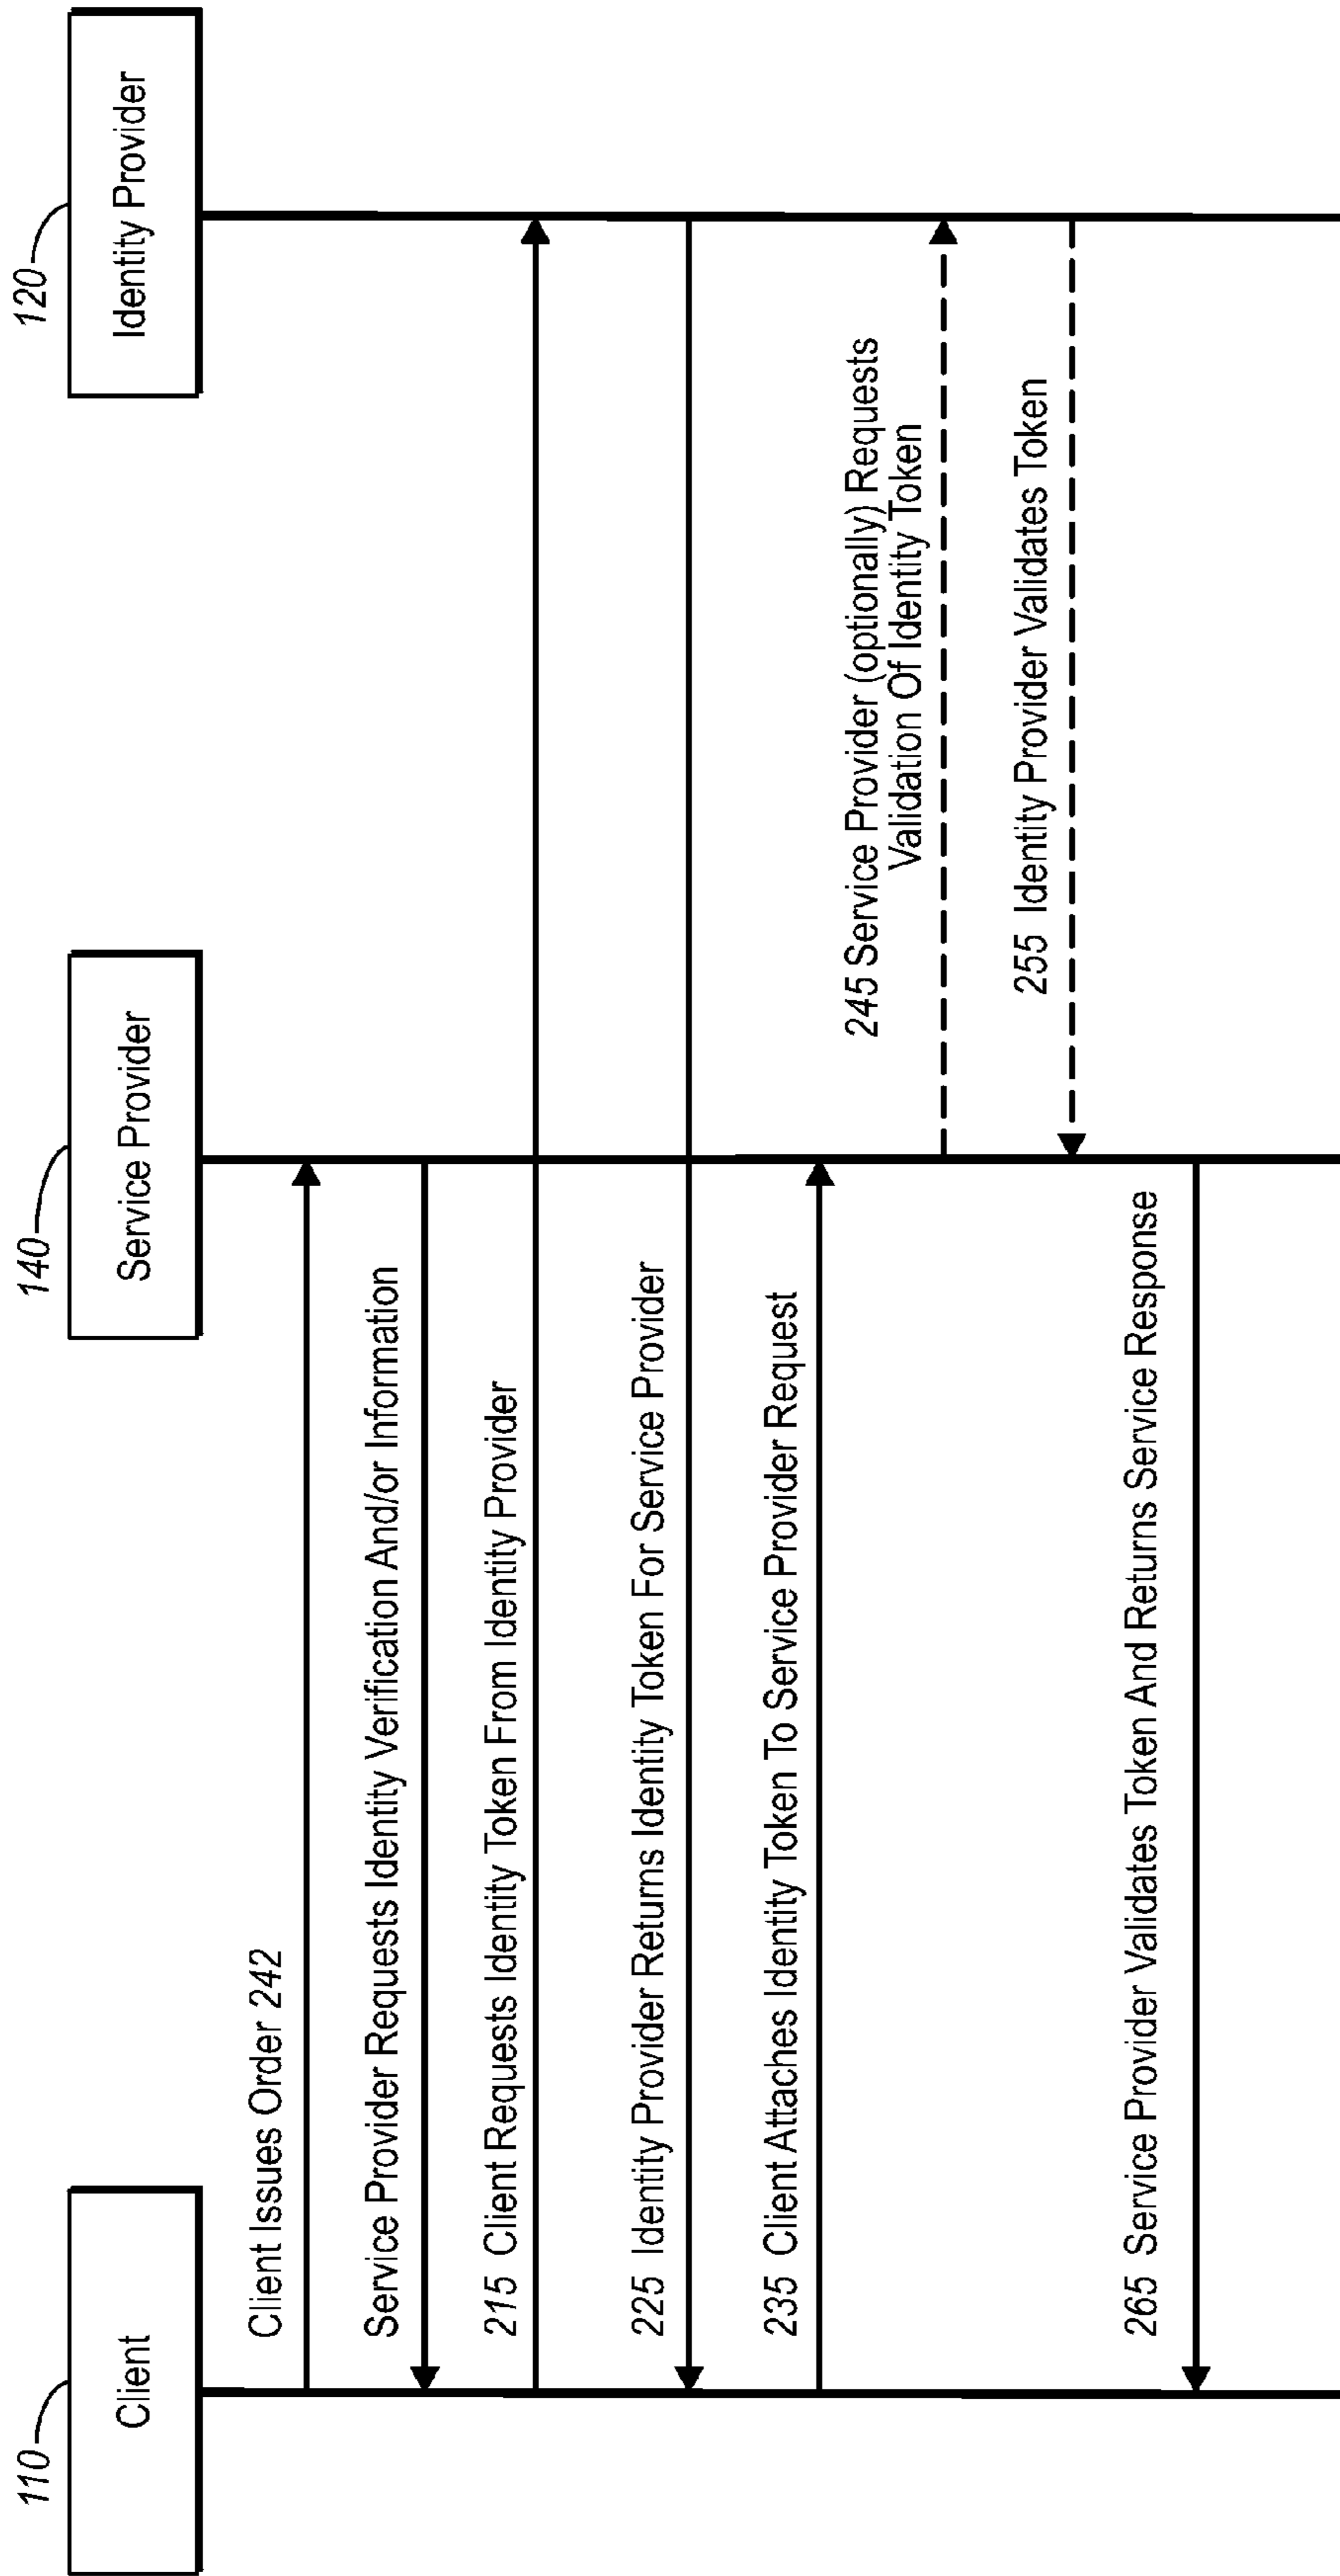 110
Client
140
Service Provider
120
Identity Provider
Client Issues Order 242
Service Provider Requests Identity Verification And/or Information
215 Client Requests Identity Token From Identity Provider
225 Identity Provider Returns Identity Token For Service Provider
235 Client Attaches Identity Token To Service Provider Request
245 Service Provider (optionally) Requests
Validation Of Identity Token
255 Identity Provider Validates Token
265 Service Provider Validates Token And Returns Service Response